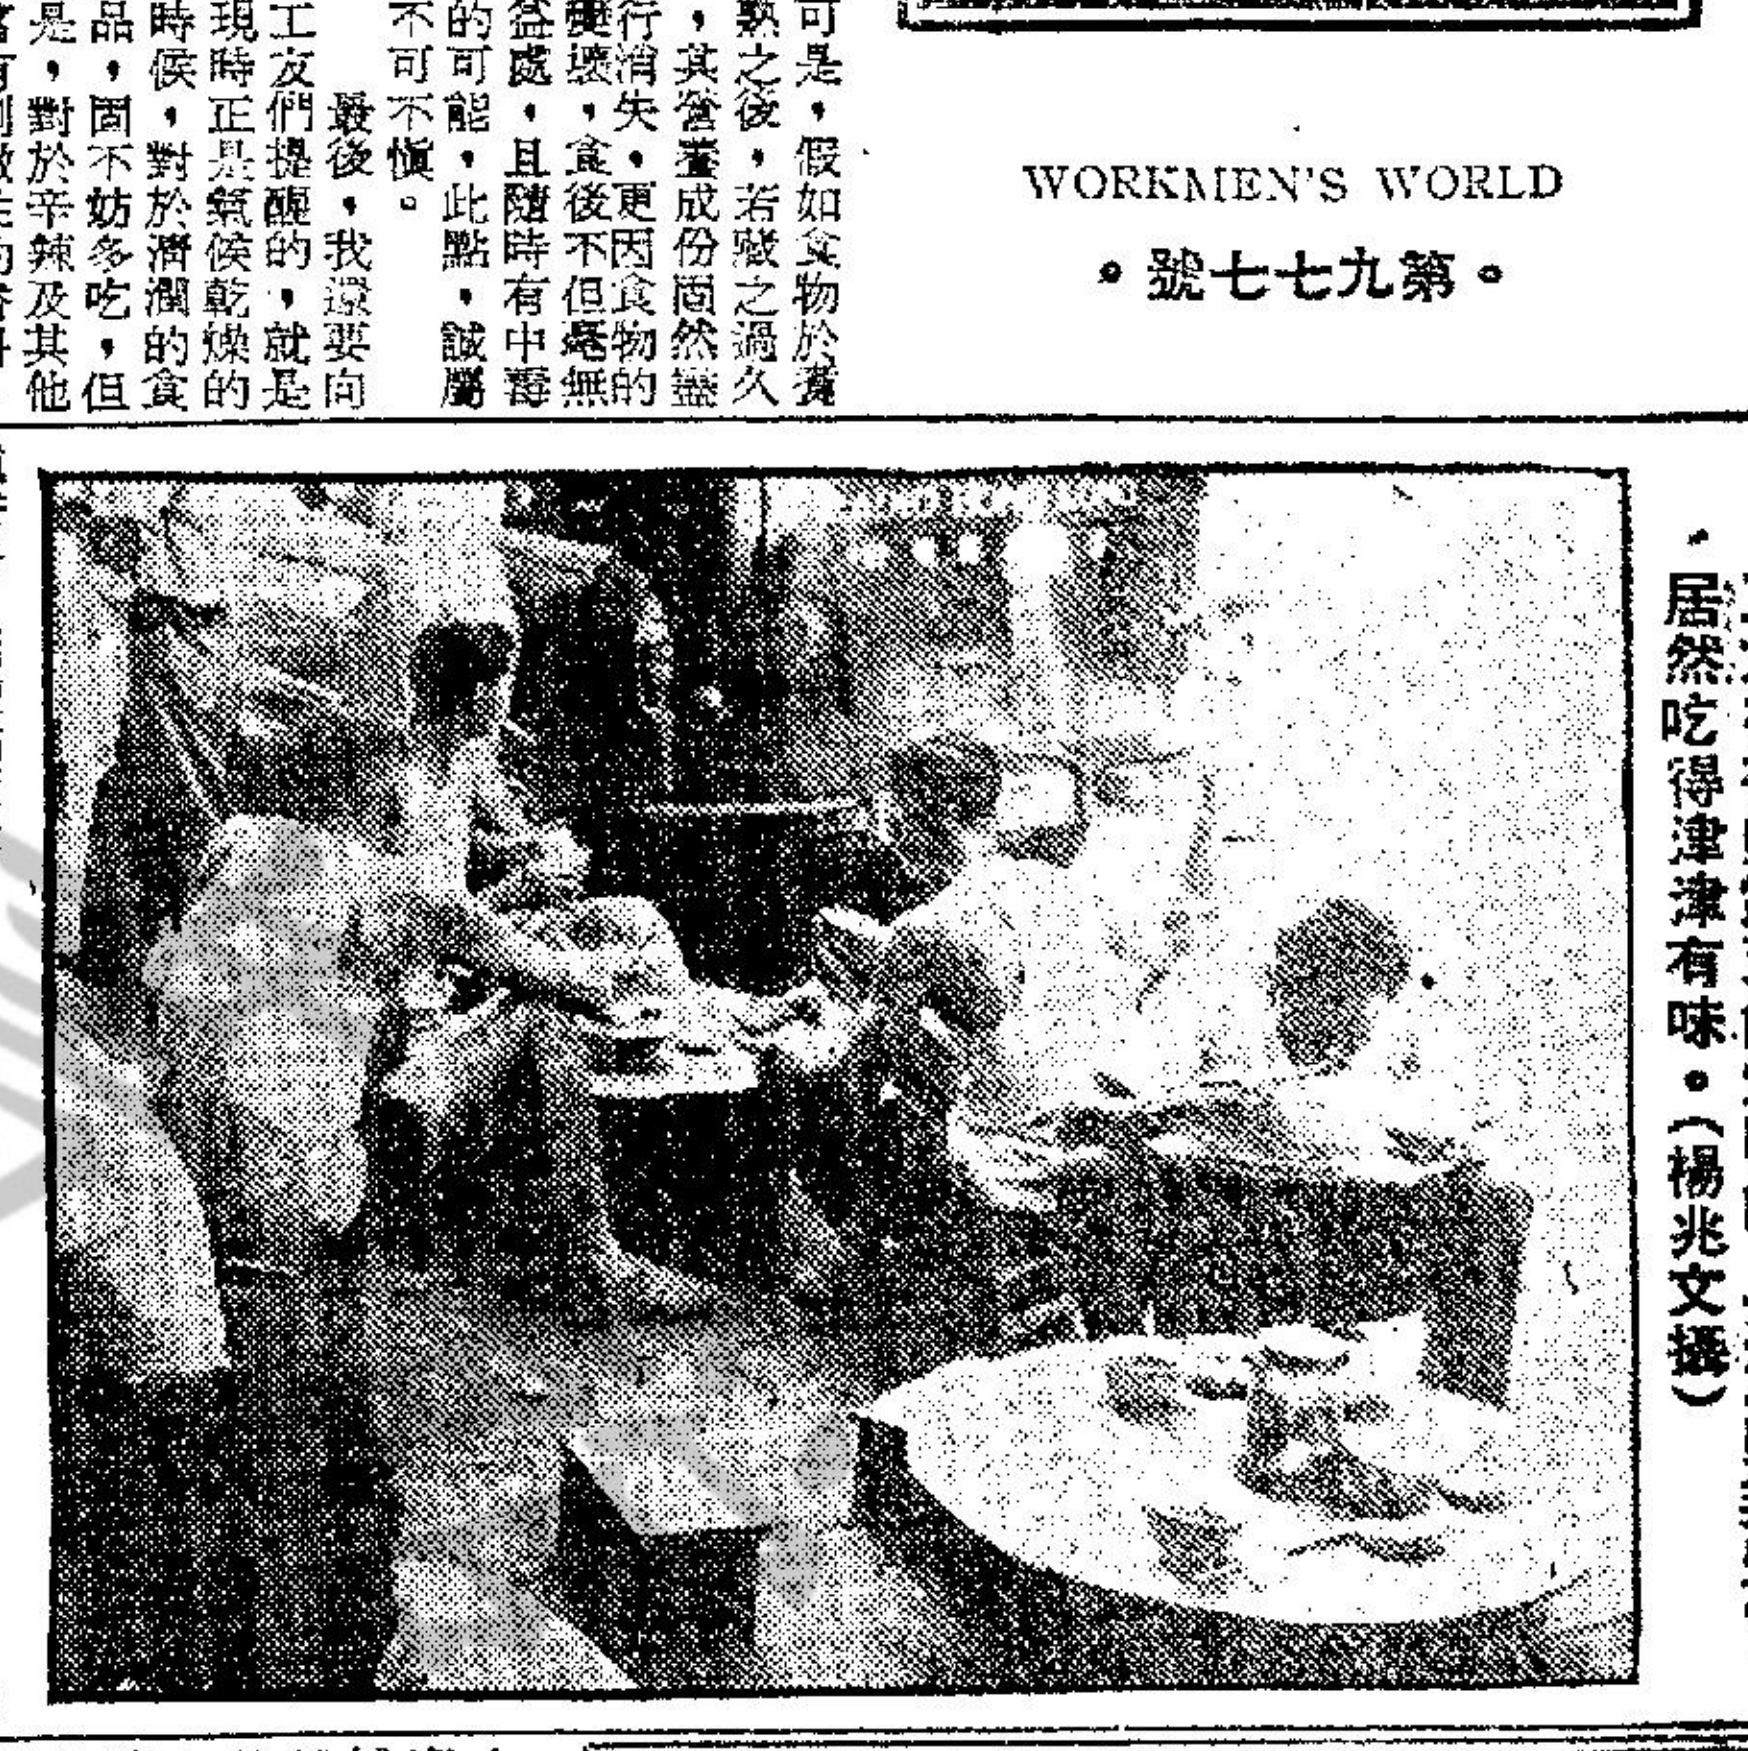 WORKMEN'S WORLD
。第九七七號。
可是，假如食物於煮
熟之後，若藏之過久
，其營養成份固然盡
行消失，更因食物的
變壞，食後不但毫無
益處，且隨時有中毒
的可能，此點，誠屬
不可不慎。
最後，我還要向
工友們提醒的，就是
現時正是氣候乾燥的
時候，對於濟潤的食
品，固不妨多吃，但
是，對於辛辣及其他
，居然吃得津津有味。（楊兆文攝）